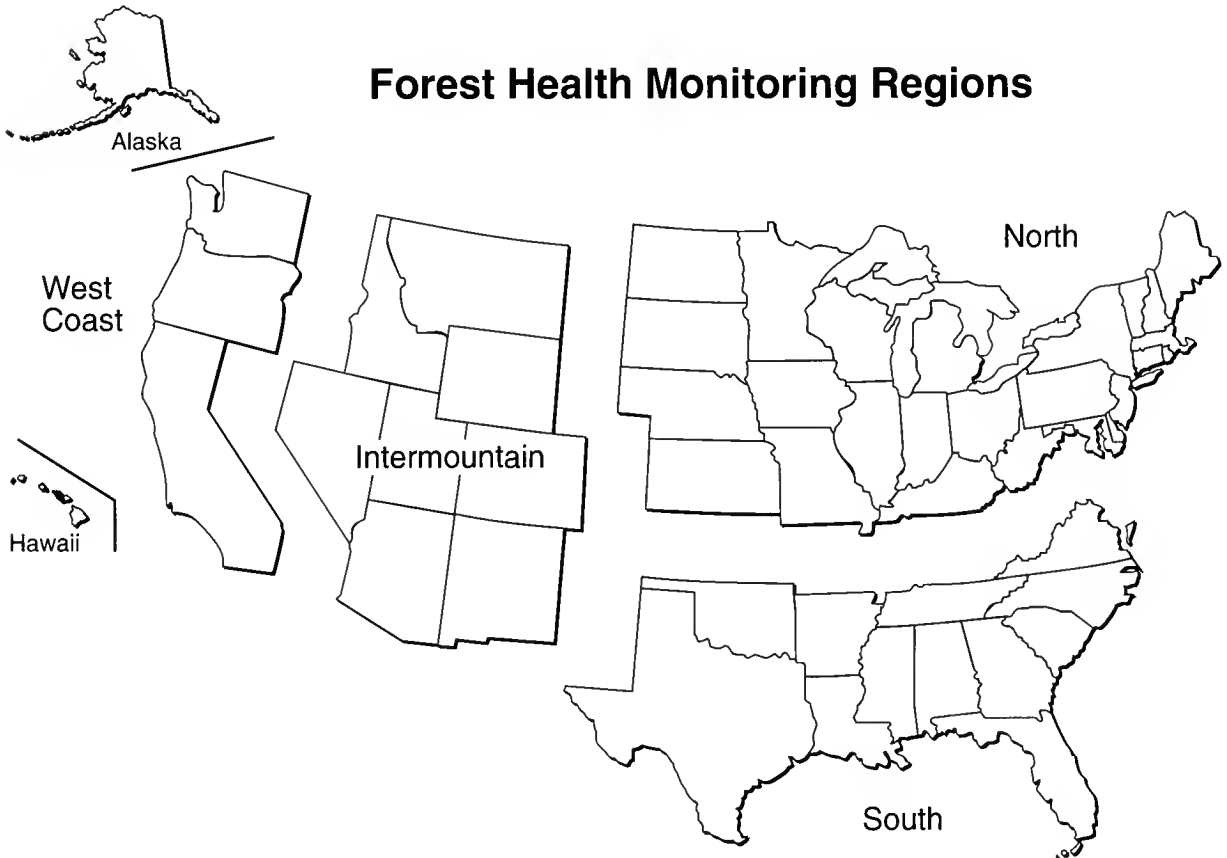 Forest Health Monitoring Regions
Alaska
North
West
Coast
Intermountain
Hawaii
South